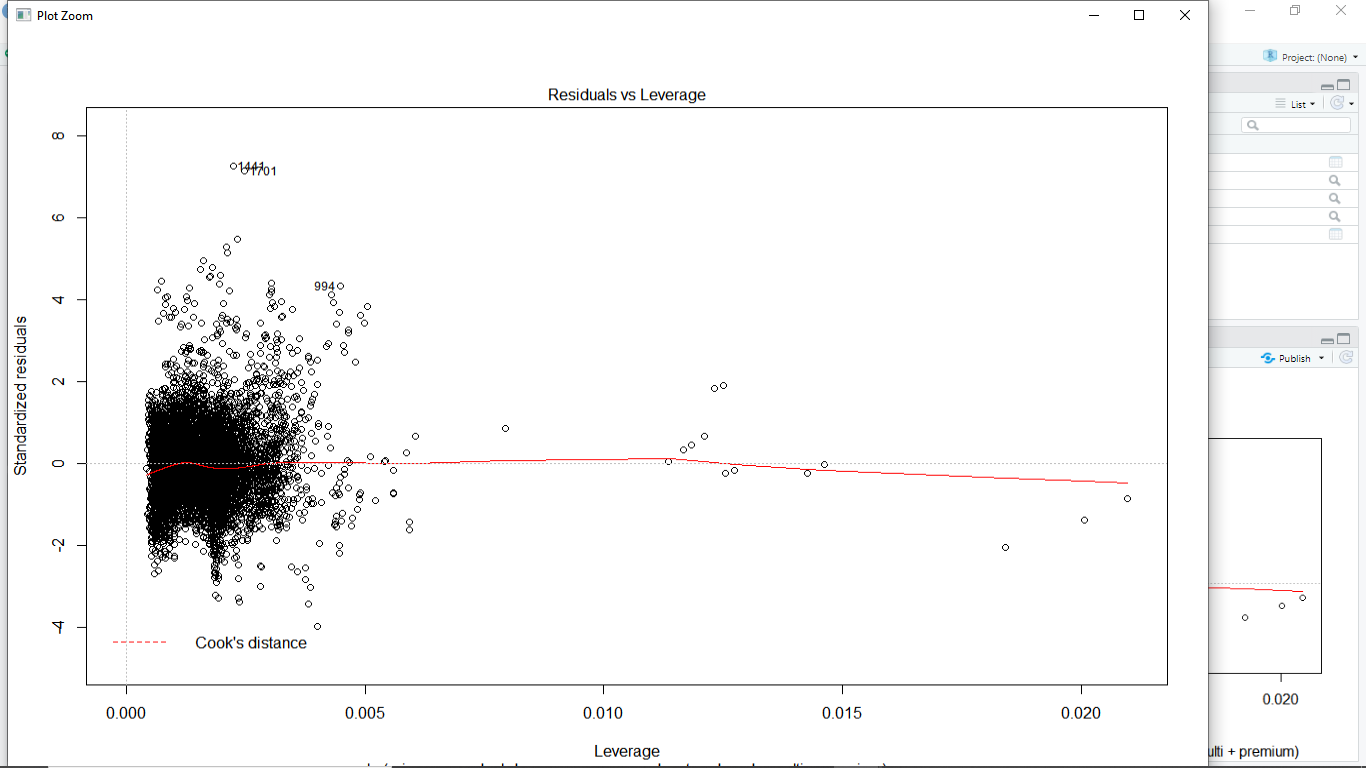 Plot Zoom
Project: (None)
List
Publish
Residuals vs Leverage
Standardized residuals
8
6
4
2
0
-2
-4
1441
1701
994
Cook's distance
0.000
0.005
0.010
0.015
0.020
Leverage
0.020
ulti + premium)